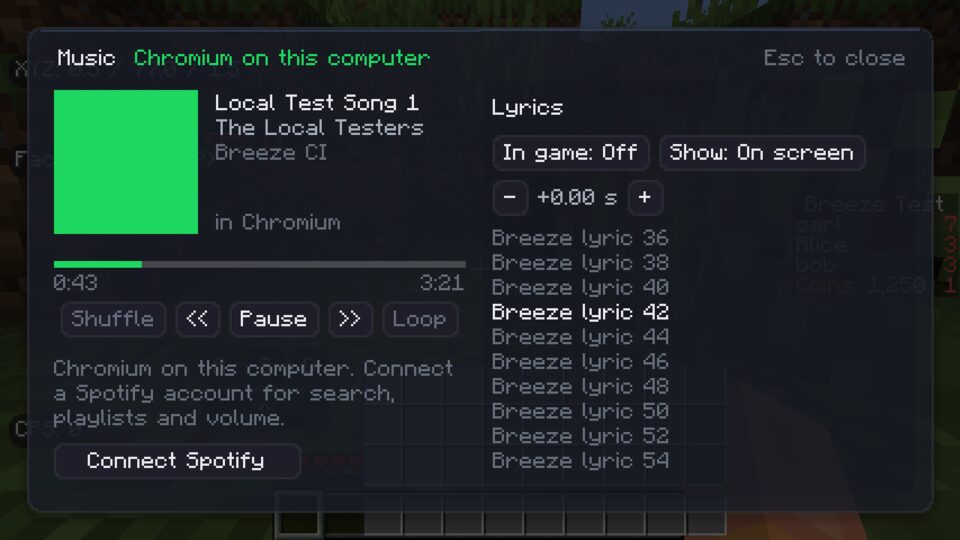 Music Chromium on this computer
Esc to close
Local Test Song 1
The Local Testers
Breeze CI
in Chromium
0:43
3:21
Shuffle
<<
Pause
>>
Loop
Chromium on this computer. Connect
a Spotify account for search,
playlists and volume.
Connect Spotify
Lyrics
In game: Off
Show: On screen
- +0.00 s +
Breeze lyric 36
Breeze lyric 38
Breeze lyric 40
Breeze lyric 42
Breeze lyric 44
Breeze lyric 46
Breeze lyric 48
Breeze lyric 50
Breeze lyric 52
Breeze lyric 54
Breeze Test
carl
Alice
bob
Coins: 1,250